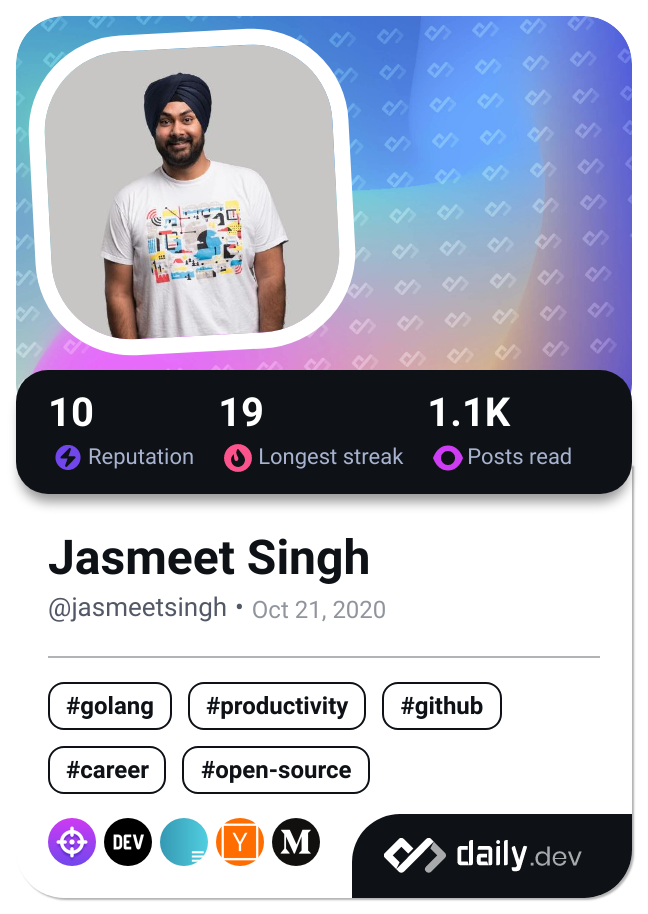 10 19 1.1K
Reputation Longest streak Posts read
Jasmeet Singh
@jasmeetsingh • Oct 21, 2020
#golang #productivity #github
#career #open-source
DEV Y M
daily.dev